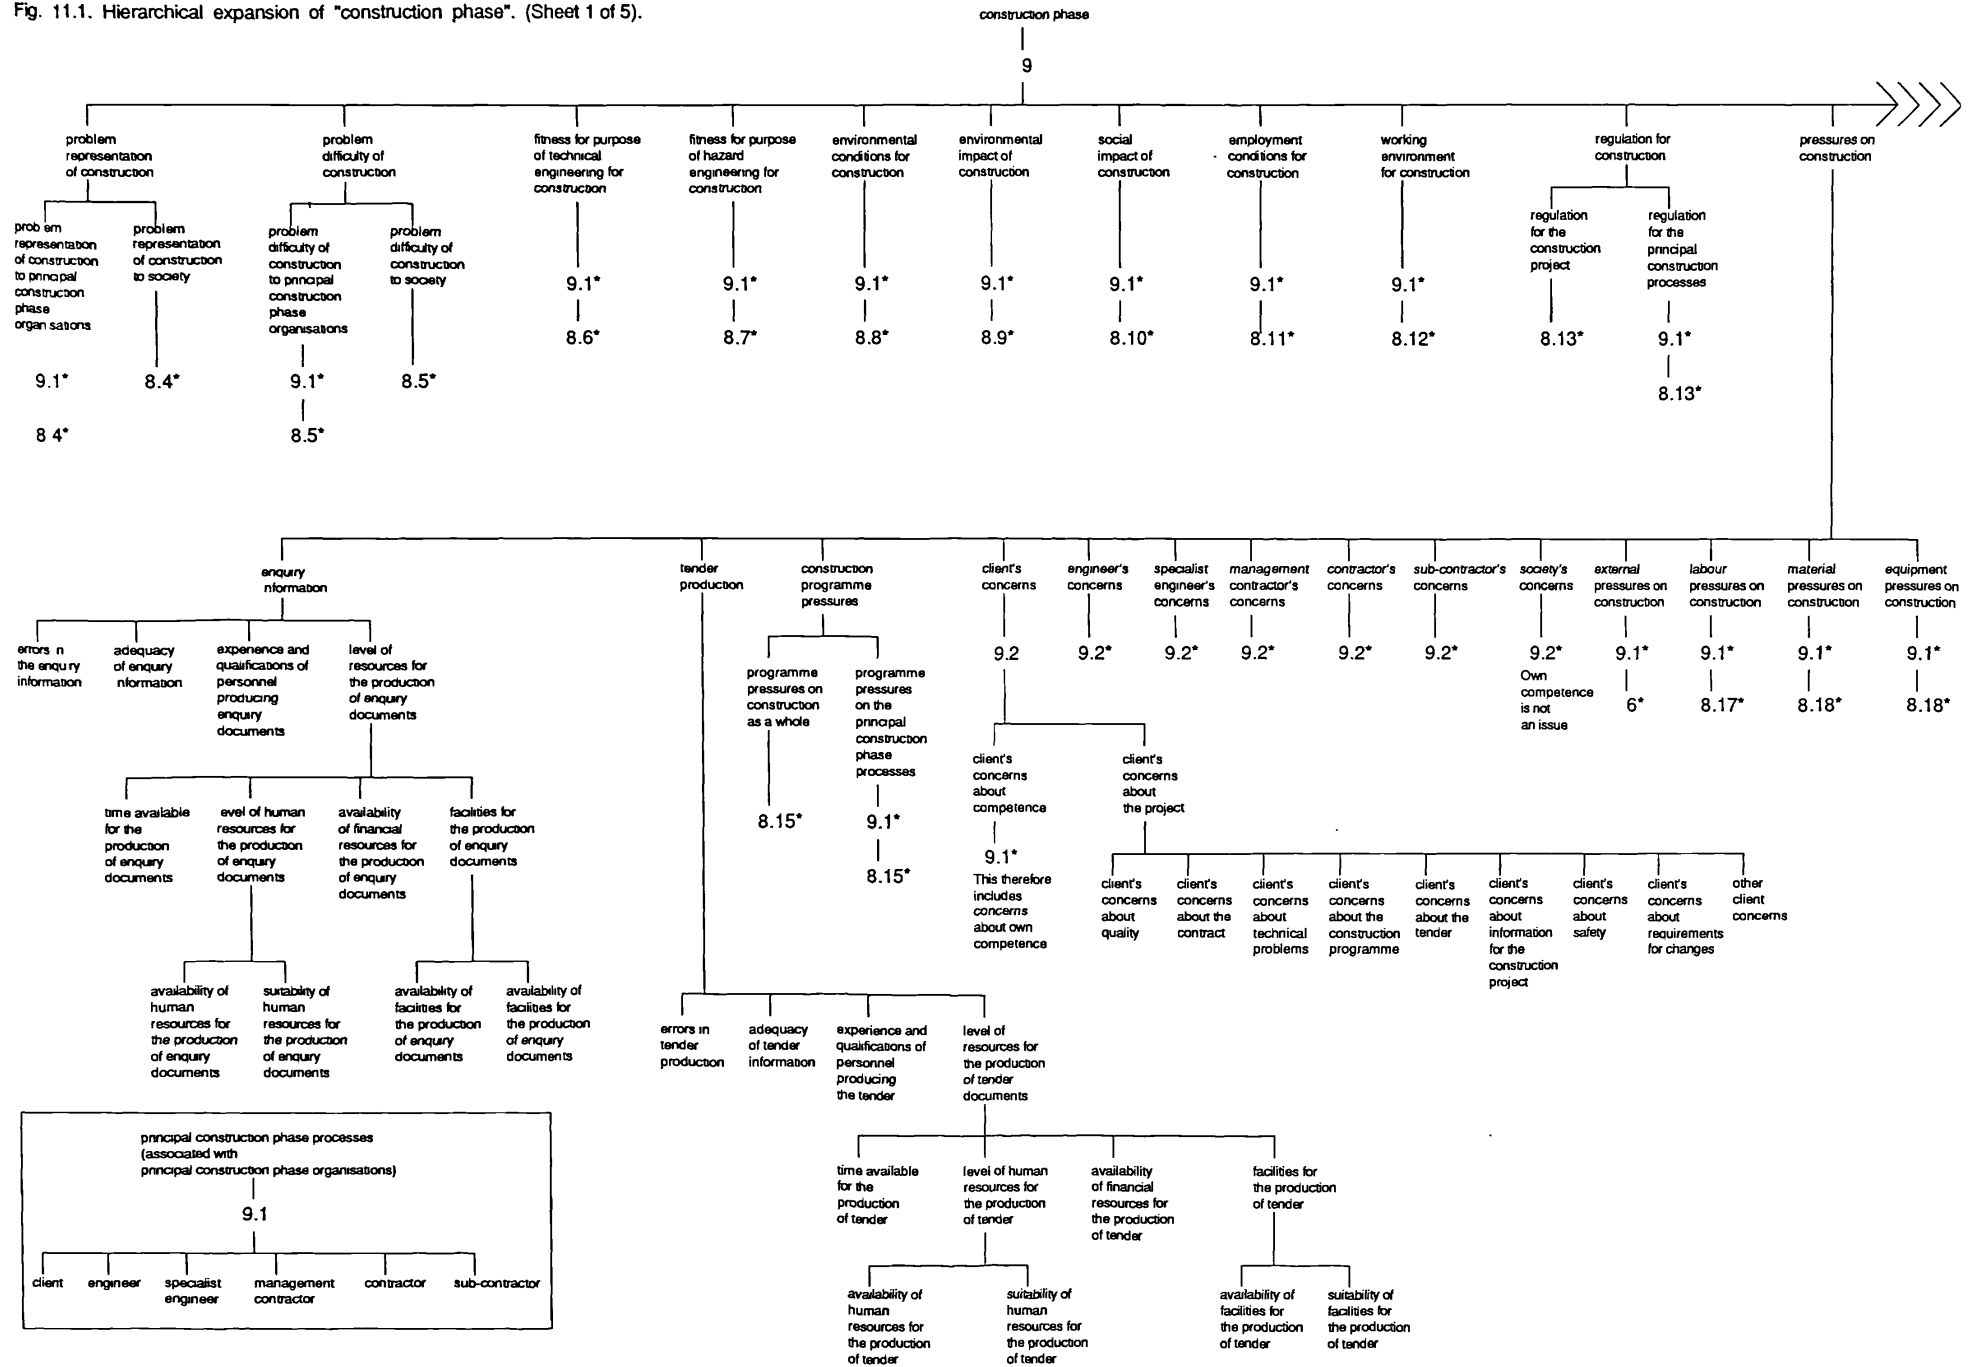 Fig. 11.1. Hierarchical expansion of "construction phase". (Sheet 1 of 5).
construction phase
9
problem
representation
of construction
problem
difficulty of
construction
fitness for purpose
of technical
engineering for
construction
fitness for purpose
of hazard
engineering for
construction
environmental
conditions for
construction
environmental
impact of
construction
social
impact of
construction
employment
conditions for
construction
working
environment
for construction
regulation for
construction
pressures on
construction
prob em
representation
of construction
to principal
construction
phase
organ sations
problem
representation
of construction
to society
problem
difficulty of
construction
to principal
construction
phase
organisations
problem
difficulty of
construction
to society
regulation
for the
construction
project
regulation
for the
principal
construction
processes
9.1*
9.1*
9.1*
9.1*
9.1*
9.1*
9.1*
8.6*
8.7*
8.8*
8.9*
8.10*
8.11*
8.12*
8.13*
9.1*
8.13*
9.1*
8.4*
9.1*
8.5*
8 4*
8.5*
enquiry
nformation
tender
production
construction
programme
pressures
client's
concerns
engineer's
concerns
specialist
engineer's
concerns
management
contractor's
concerns
contractor's
concerns
sub-contractor's
concerns
society's
concerns
external
pressures on
construction
labour
pressures on
construction
material
pressures on
construction
equipment
pressures on
construction
errors n
the enqu ry
information
adequacy
of enquiry
nformation
experience and
qualifications of
personnel
producing
enquiry
documents
level of
resources for
the production
of enquiry
documents
programme
pressures on
construction
as a whole
programme
pressures
on the
principal
construction
phase
processes
9.2
9.2*
9.2*
9.2*
9.2*
9.2*
9.2*
Own
competence
is not
an issue
9.1*
9.1*
9.1*
9.1*
6*
8.17*
8.18*
8.18*
8.15*
9.1*
8.15*
client's
concerns
about
competence
client's
concerns
about
the project
9.1*
This therefore
includes
concerns
about own
competence
client's
concerns
about
quality
client's
concerns
about the
contract
client's
concerns
about
technical
problems
client's
concerns
about the
construction
programme
client's
concerns
about the
tender
client's
concerns
about
information
for the
construction
project
client's
concerns
about
safety
client's
concerns
about
requirements
for changes
other
client
concerns
time available
for the
production
of enquiry
documents
evel of human
resources for
the production
of enquiry
documents
availability
of financial
resources for
the production
of enquiry
documents
facilities for
the production
of enquiry
documents
availability of
human
resources for
the production
of enquiry
documents
suitability of
human
resources for
the production
of enquiry
documents
availability of
facilities for
the production
of enquiry
documents
availability of
facilities for
the production
of enquiry
documents
errors in
tender
production
adequacy
of tender
information
experience and
qualifications of
personnel
producing
the tender
level of
resources for
the production
of tender
documents
time available
for the
production
of tender
level of human
resources for
the production
of tender
availability
of financial
resources for
the production
of tender
facilities for
the production
of tender
availability of
human
resources for
the production
of tender
suitability of
human
resources for
the production
of tender
availability of
facilities for
the production
of tender
suitability of
facilities for
the production
of tender
principal construction phase processes
(associated with
principal construction phase organisations)
9.1
client
engineer
specialist
engineer
management
contractor
contractor
sub-contractor